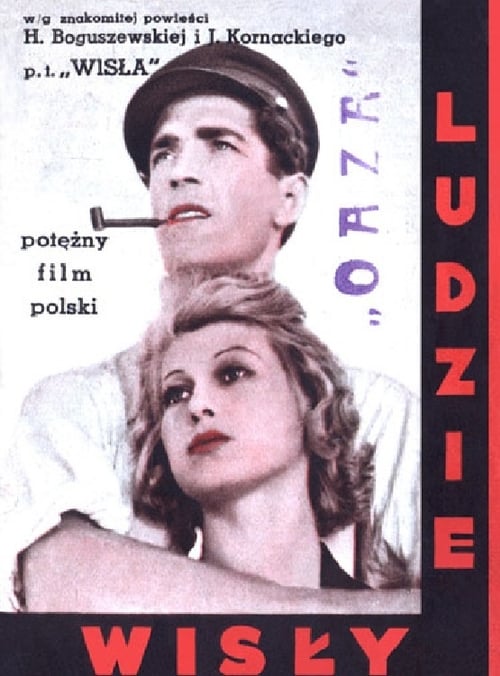 w/g znakomitej powieści
H. Boguszewskiej i J. Kornackiego
p. t. „WISŁA”
potężny
film
polski
„OAZA”
LUDZIE
WISŁY